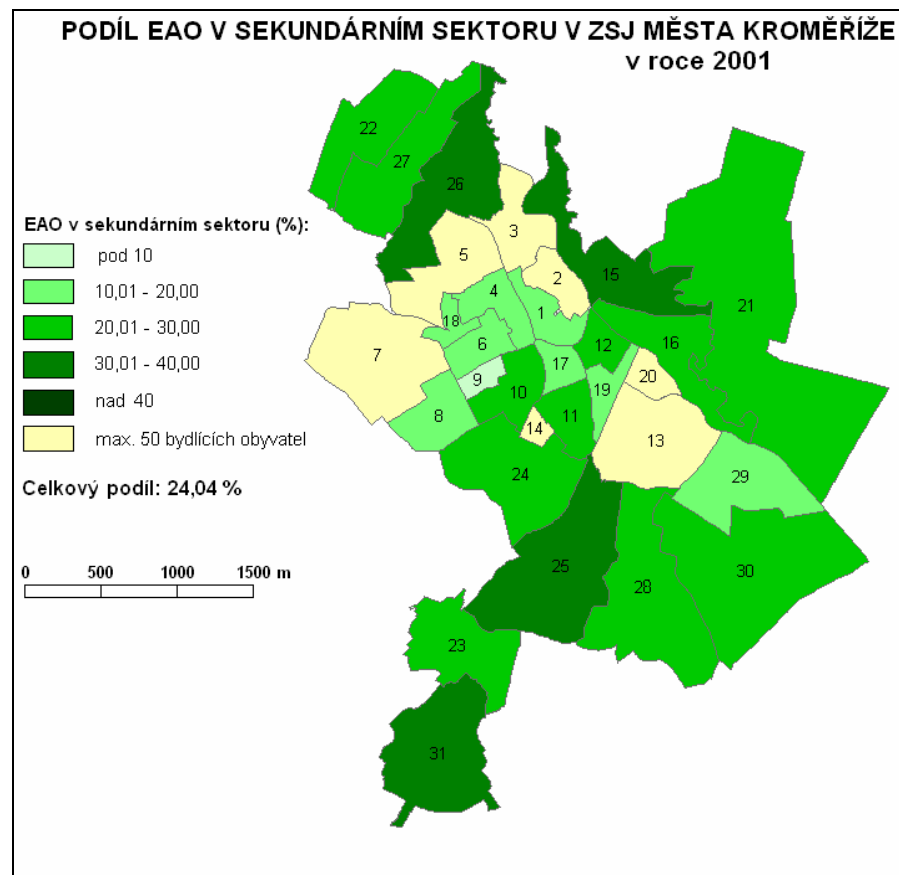 PODÍL EAO V SEKUNDÁRNÍM SEKTORU V ZSJ MĚSTA KROMĚŘÍŽE
v roce 2001
22
27
26
3
5
2
15
21
4
1
18
12
16
7
6
17
9
20
10
19
8
11
14
13
24
29
25
28
30
23
31
EAO v sekundárním sektoru (%):
pod 10
10,01 - 20,00
20,01 - 30,00
30,01 - 40,00
nad 40
max. 50 bydlících obyvatel
Celkový podíl: 24,04 %
0 500 1000 1500 m